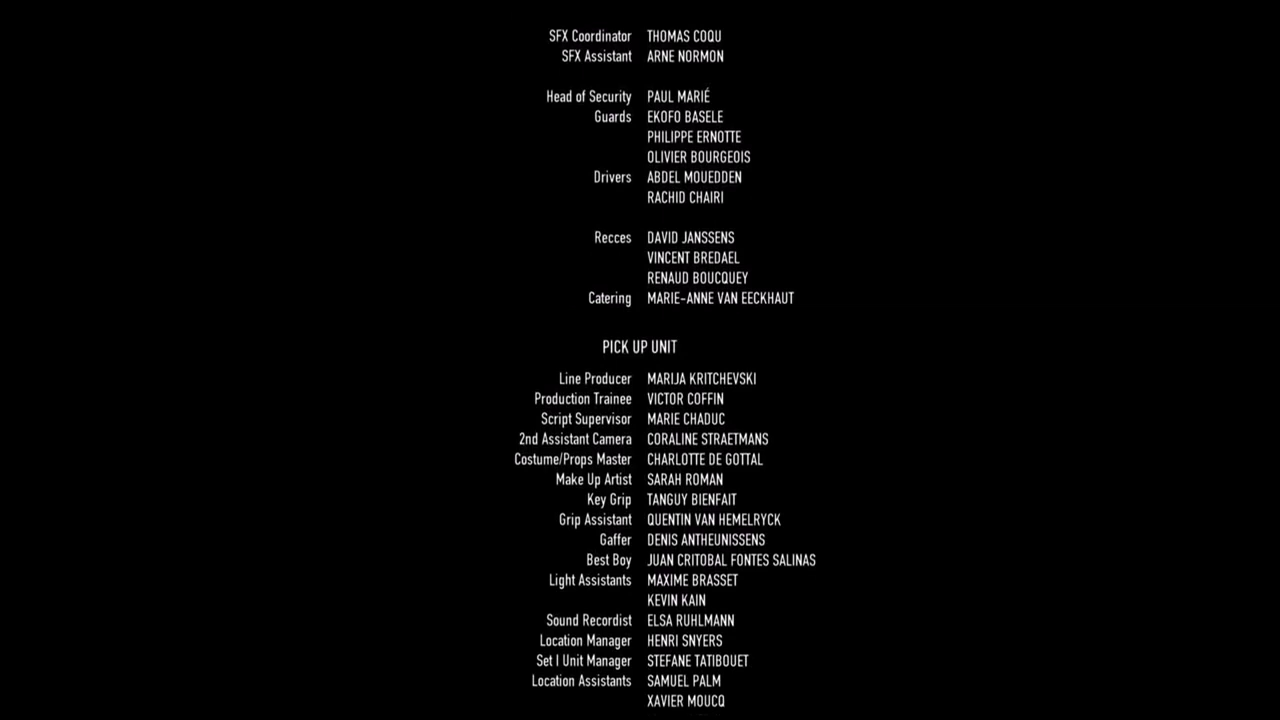 SFX Coordinator THOMAS COQU
SFX Assistant ARNE NORMON
Head of Security PAUL MARIÉ
Guards EKOFO BASELE
PHILIPPE ERNOTTE
OLIVIER BOURGEOIS
Drivers ABDEL MOUEDDEN
RACHID CHAIRI
Recces DAVID JANSSENS
VINCENT BREDAEL
RENAUD BOUCQUEY
Catering MARIE-ANNE VAN EECKHAUT
PICK UP UNIT
Line Producer MARIJA KRITCHEVSKI
Production Trainee VICTOR COFFIN
Script Supervisor MARIE CHADUC
2nd Assistant Camera CORALINE STRAETMANS
Costume/Props Master CHARLOTTE DE GOTTAL
Make Up Artist SARAH ROMAN
Key Grip TANGUY BIENFAIT
Grip Assistant QUENTIN VAN HEMELRYCK
Gaffer DENIS ANTHEUNISSENS
Best Boy JUAN CRITOBAL FONTES SALINAS
Light Assistants MAXIME BRASSET
KEVIN KAIN
Sound Recordist ELSA RUHLMANN
Location Manager HENRI SNYERS
Set I Unit Manager STEFANE TATIBOUET
Location Assistants SAMUEL PALM
XAVIER MOUCQ